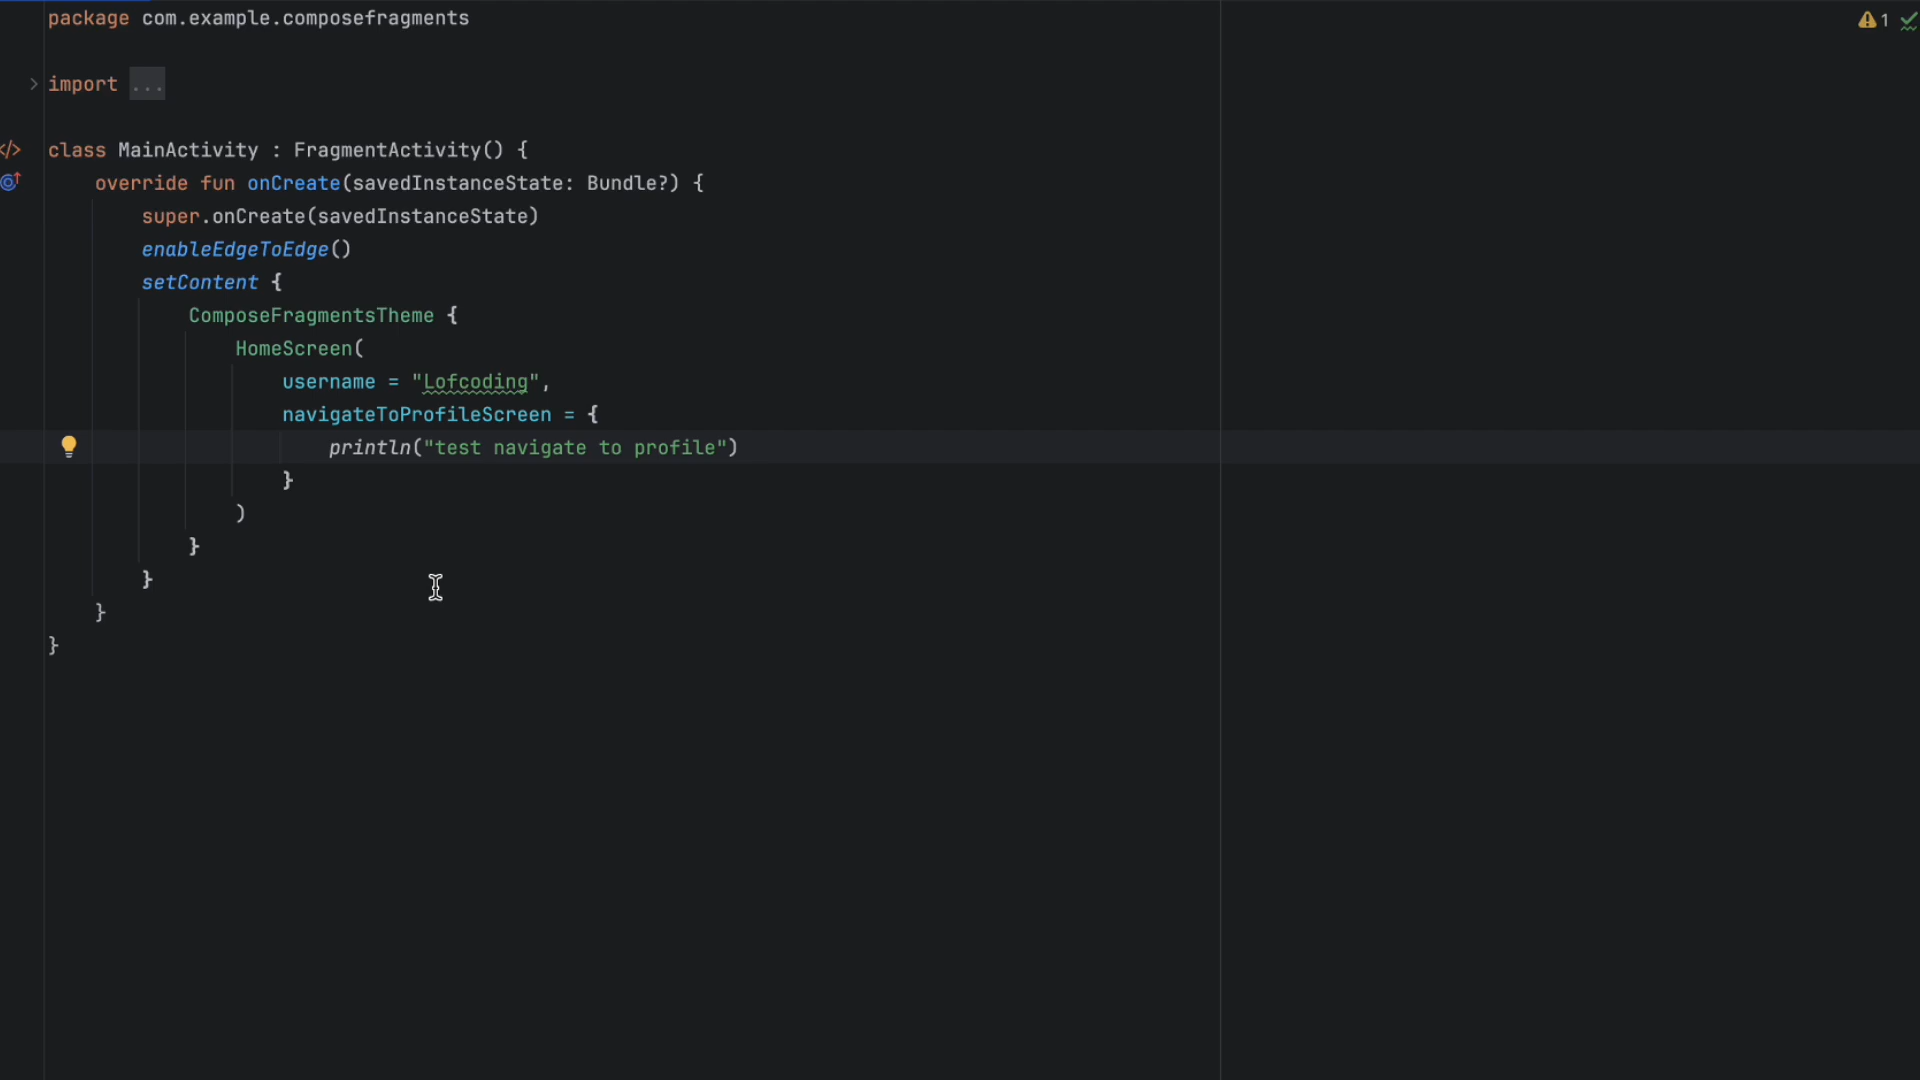 package com.example.composefragments
import ...
class MainActivity : FragmentActivity() {
override fun onCreate(savedInstanceState: Bundle?) {
super.onCreate(savedInstanceState)
enableEdgeToEdge()
setContent {
ComposeFragmentsTheme {
HomeScreen(
username = "Lofcoding",
navigateToProfileScreen = {
println("test navigate to profile")
}
)
}
}
}
}
1